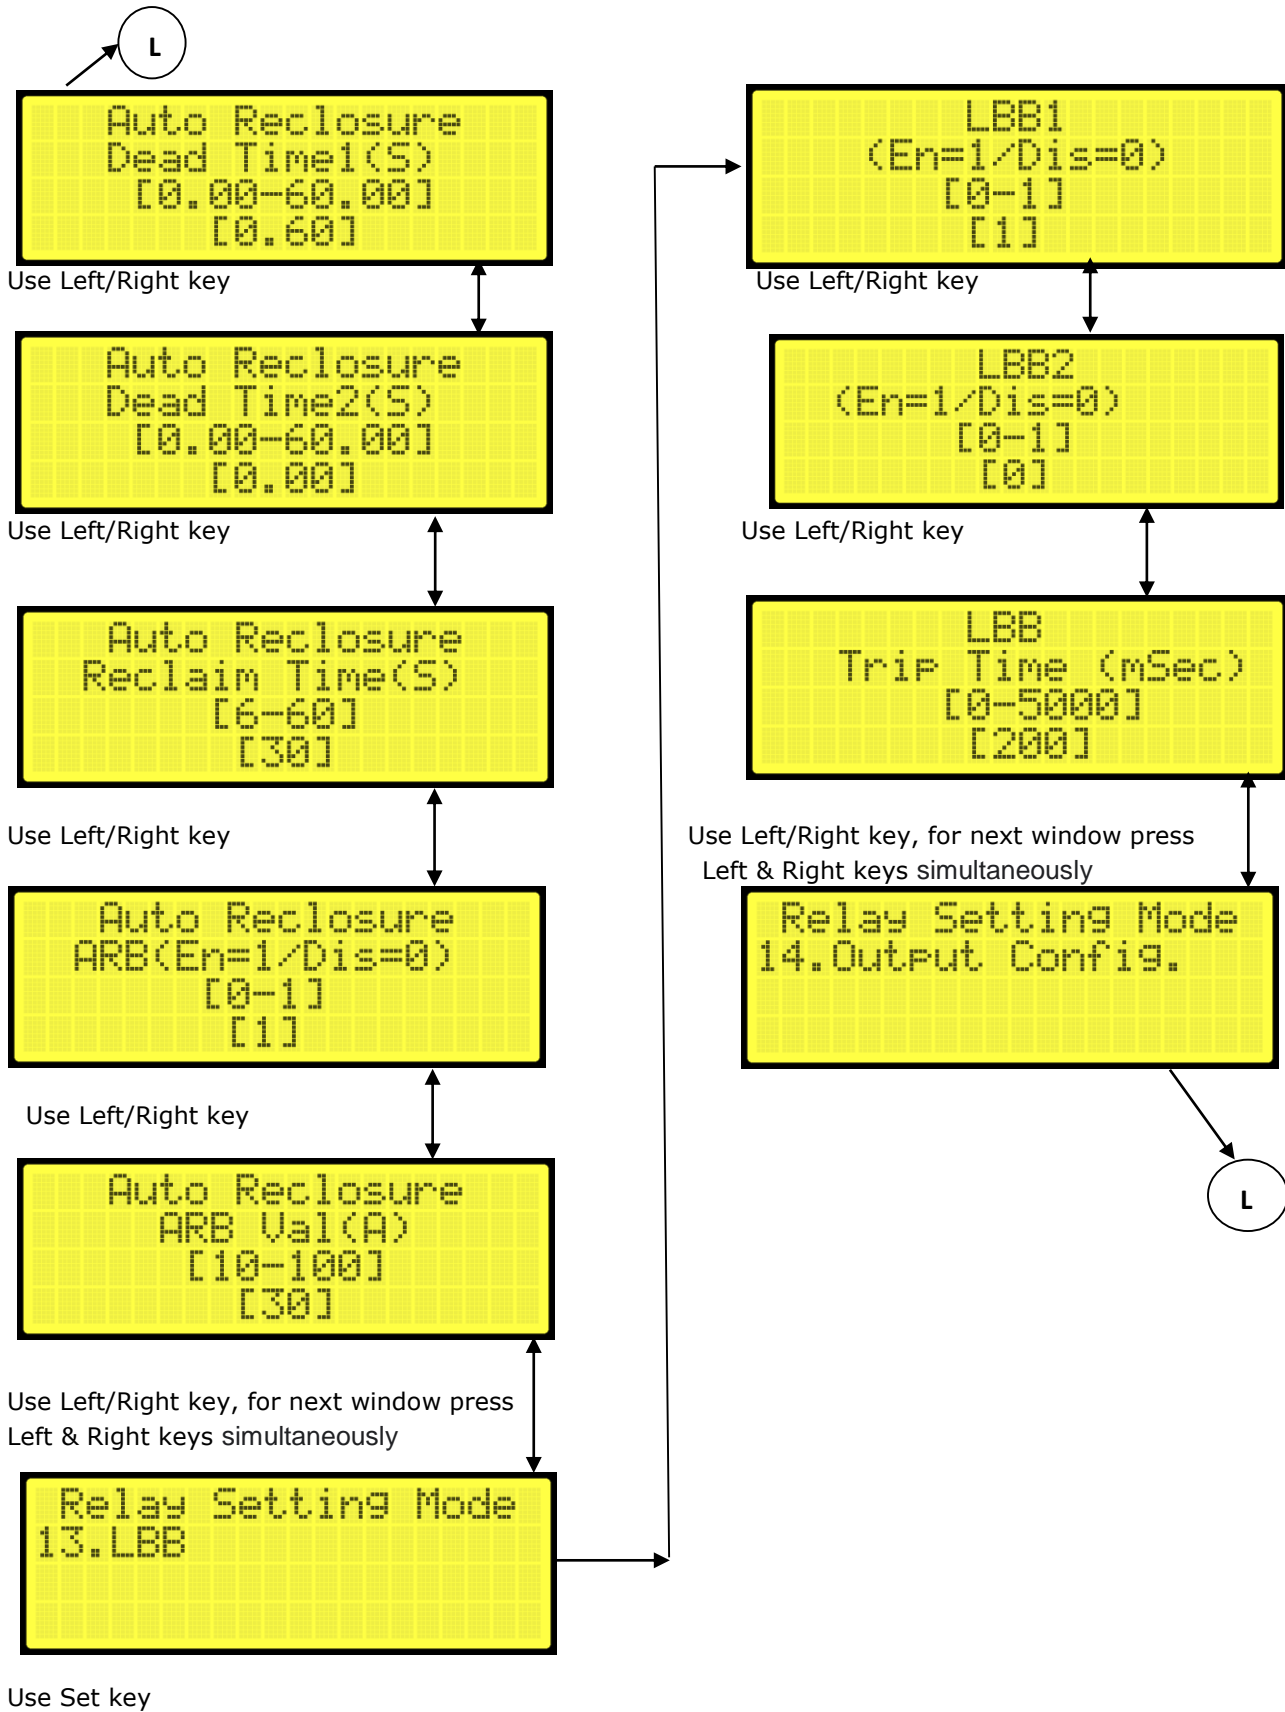 L
Auto Reclosure
Dead Time1(S)
[0.00-60.00]
[0.60]
Use Left/Right key
Auto Reclosure
Dead Time2(S)
[0.00-60.00]
[0.00]
Use Left/Right key
Auto Reclosure
Reclaim Time(S)
[6-60]
[30]
Use Left/Right key
Auto Reclosure
ARB(En=1/Dis=0)
[0-1]
[1]
Use Left/Right key
Auto Reclosure
ARB Val(A)
[10-100]
[30]
Use Left/Right key, for next window press
Left & Right keys simultaneously
Relay Setting Mode
13.LBB
Use Set key
LBB1
(En=1/Dis=0)
[0-1]
[1]
Use Left/Right key
LBB2
(En=1/Dis=0)
[0-1]
[0]
Use Left/Right key
LBB
Trip Time (mSec)
[0-5000]
[200]
Use Left/Right key, for next window press
Left & Right keys simultaneously
Relay Setting Mode
14.Output Config.
L